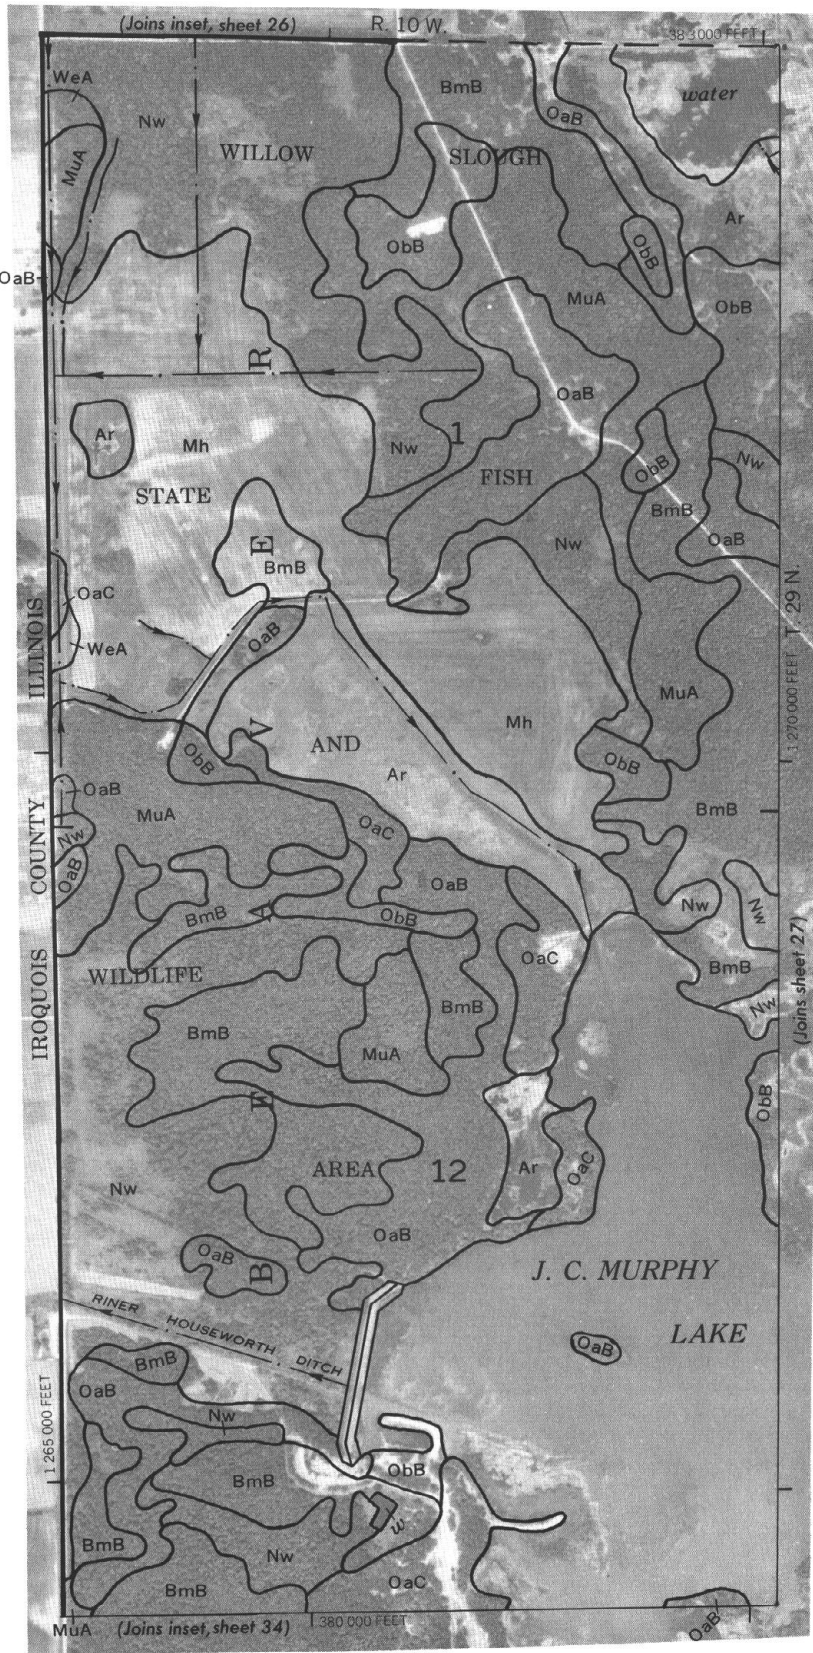 (Joins inset, sheet 26)
R. 10 W.
383000 FEET
WeA
BmB
water
Nw
OaB
WILLOW
SLOUGH
MuA
Ar
ObB
ObB
OaB
MuA
ObB
R
OaB
Ar
Mh
Nw
1
Nw
FISH
ObB
STATE
BmB
E
Nw
OaB
BmB
OaC
T. 29 N.
ILLINOIS
OaB
WeA
MuA
1 270 000 FEET
Mh
V
AND
ObB
ObB
Ar
OaB
BmB
MuA
OaC
COUNTY
Nw
OaB
OaB
BmB
A
ObB
Nw
Nw
IROQUOIS
WILDLIFE
OaC
BmB
(Joins sheet 27)
BmB
BmB
Nw
MuA
E
ObB
AREA
12
Ar
OaC
Nw
OaB
OaB
B
J. C. MURPHY
RINER HOUSEWORTH DITCH
LAKE
OaB
BmB
OaB
1 265 000 FEET
Nw
BmB
ObB
w
BmB
Nw
BmB
OaC
MuA
(Joins inset, sheet 34)
380 000 FEET
OaB